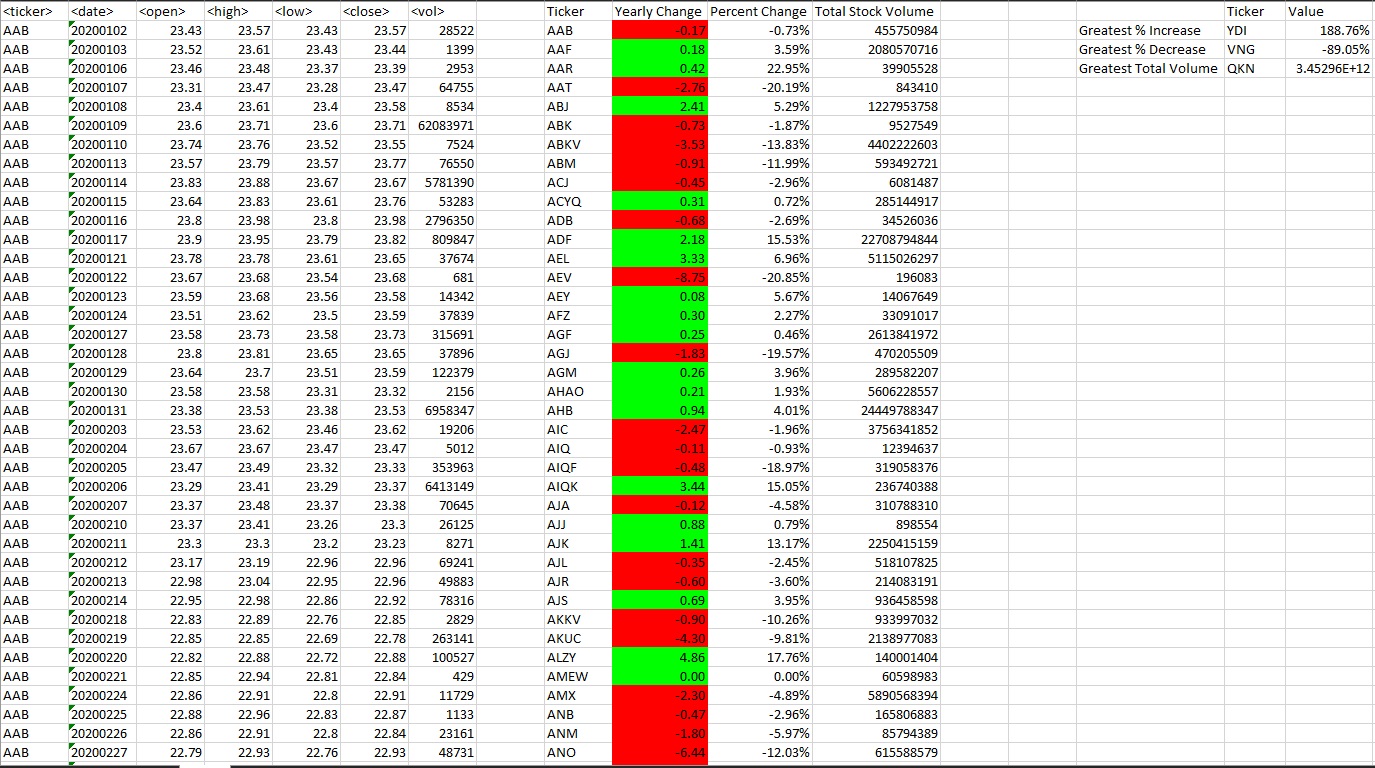 <ticker> <date> <open> <high> <low> <close> <vol> Ticker Yearly Change Percent Change Total Stock Volume Ticker Value
AAB 20200102 23.43 23.57 23.43 23.57 28522 AAB -0.17 -0.73% 455750984 Greatest % Increase YDI 188.76%
AAB 20200103 23.52 23.61 23.43 23.44 1399 AAF 0.18 3.59% 2080570716 Greatest % Decrease VNG -89.05%
AAB 20200106 23.46 23.48 23.37 23.39 2953 AAR 0.42 22.95% 39905528 Greatest Total Volume QKN 3.45296E+12
AAB 20200107 23.31 23.47 23.28 23.47 64755 AAT -2.76 -20.19% 843410
AAB 20200108 23.4 23.61 23.4 23.58 8534 ABJ 2.41 5.29% 1227953758
AAB 20200109 23.6 23.71 23.6 23.71 62083971 ABK -0.73 -1.87% 9527549
AAB 20200110 23.74 23.76 23.52 23.55 7524 ABKV -3.53 -13.83% 4402222603
AAB 20200113 23.57 23.79 23.57 23.77 76550 ABM -0.91 -11.99% 593492721
AAB 20200114 23.83 23.88 23.67 23.67 5781390 ACJ -0.45 -2.96% 6081487
AAB 20200115 23.64 23.83 23.61 23.76 53283 ACYQ 0.31 0.72% 285144917
AAB 20200116 23.8 23.98 23.8 23.98 2796350 ADB -0.68 -2.69% 34526036
AAB 20200117 23.9 23.95 23.79 23.82 809847 ADF 2.18 15.53% 22708794844
AAB 20200121 23.78 23.78 23.61 23.65 37674 AEL 3.33 6.96% 5115026297
AAB 20200122 23.67 23.68 23.54 23.68 681 AEV -8.75 -20.85% 196083
AAB 20200123 23.59 23.68 23.56 23.58 14342 AEY 0.08 5.67% 14067649
AAB 20200124 23.51 23.62 23.5 23.59 37839 AFZ 0.30 2.27% 33091017
AAB 20200127 23.58 23.73 23.58 23.73 315691 AGF 0.25 0.46% 2613841972
AAB 20200128 23.8 23.81 23.65 23.65 37896 AGJ -1.83 -19.57% 470205509
AAB 20200129 23.64 23.7 23.51 23.59 122379 AGM 0.26 3.96% 289582207
AAB 20200130 23.58 23.58 23.31 23.32 2156 AHAO 0.21 1.93% 5606228557
AAB 20200131 23.38 23.53 23.38 23.53 6958347 AHB 0.94 4.01% 24449788347
AAB 20200203 23.53 23.62 23.46 23.62 19206 AIC -2.47 -1.96% 3756341852
AAB 20200204 23.67 23.67 23.47 23.47 5012 AIQ -0.11 -0.93% 12394637
AAB 20200205 23.47 23.49 23.32 23.33 353963 AIQF -0.48 -18.97% 319058376
AAB 20200206 23.29 23.41 23.29 23.37 6413149 AIQK 3.44 15.05% 236740388
AAB 20200207 23.37 23.48 23.37 23.38 70645 AJA -0.12 -4.58% 310788310
AAB 20200210 23.37 23.41 23.26 23.3 26125 AJJ 0.88 0.79% 898554
AAB 20200211 23.3 23.3 23.2 23.23 8271 AJK 1.41 13.17% 2250415159
AAB 20200212 23.17 23.19 22.96 22.96 69241 AJL -0.35 -2.45% 518107825
AAB 20200213 22.98 23.04 22.95 22.96 49883 AJR -0.60 -3.60% 214083191
AAB 20200214 22.95 22.98 22.86 22.92 78316 AJS 0.69 3.95% 936458598
AAB 20200218 22.83 22.89 22.76 22.85 2829 AKKV -0.90 -10.26% 933997032
AAB 20200219 22.85 22.85 22.69 22.78 263141 AKUC -4.30 -9.81% 2138977083
AAB 20200220 22.82 22.88 22.72 22.88 100527 ALZY 4.86 17.76% 140001404
AAB 20200221 22.85 22.94 22.81 22.84 429 AMEW 0.00 0.00% 60598983
AAB 20200224 22.86 22.91 22.8 22.91 11729 AMX -2.30 -4.89% 5890568394
AAB 20200225 22.88 22.96 22.83 22.87 1133 ANB -0.47 -2.96% 165806883
AAB 20200226 22.86 22.91 22.8 22.84 23161 ANM -1.80 -5.97% 85794389
AAB 20200227 22.79 22.93 22.76 22.93 48731 ANO -6.44 -12.03% 615588579